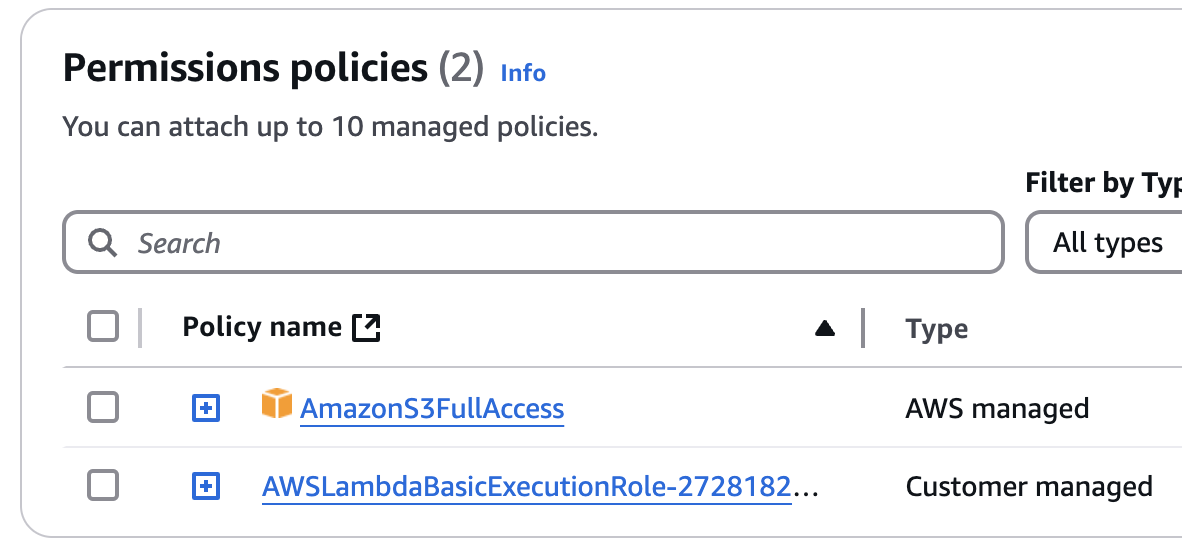 Permissions policies (2) Info
You can attach up to 10 managed policies.
Filter by Typ
Search
All types
Policy name
Type
AmazonS3FullAccess
AWS managed
AWSLambdaBasicExecutionRole-2728182...
Customer managed